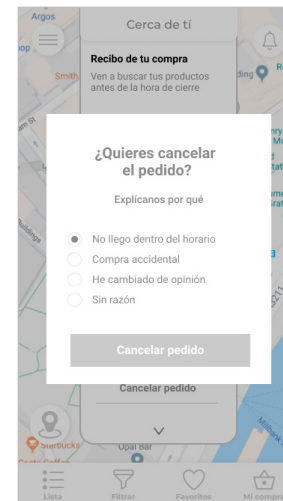 Argos
Cerca de tí
Recibo de tu compra
Smith
Ven a buscar tus productos
antes de la hora de cierre
¿Quieres cancelar
el pedido?
Explícanos por qué
No llego dentro del horario
Compra accidental
He cambiado de opinión
Sin razón
Cancelar pedido
Cancelar pedido
Starbucks
Opal Bar
Lista
Filtrar
Favoritos
Mi compra